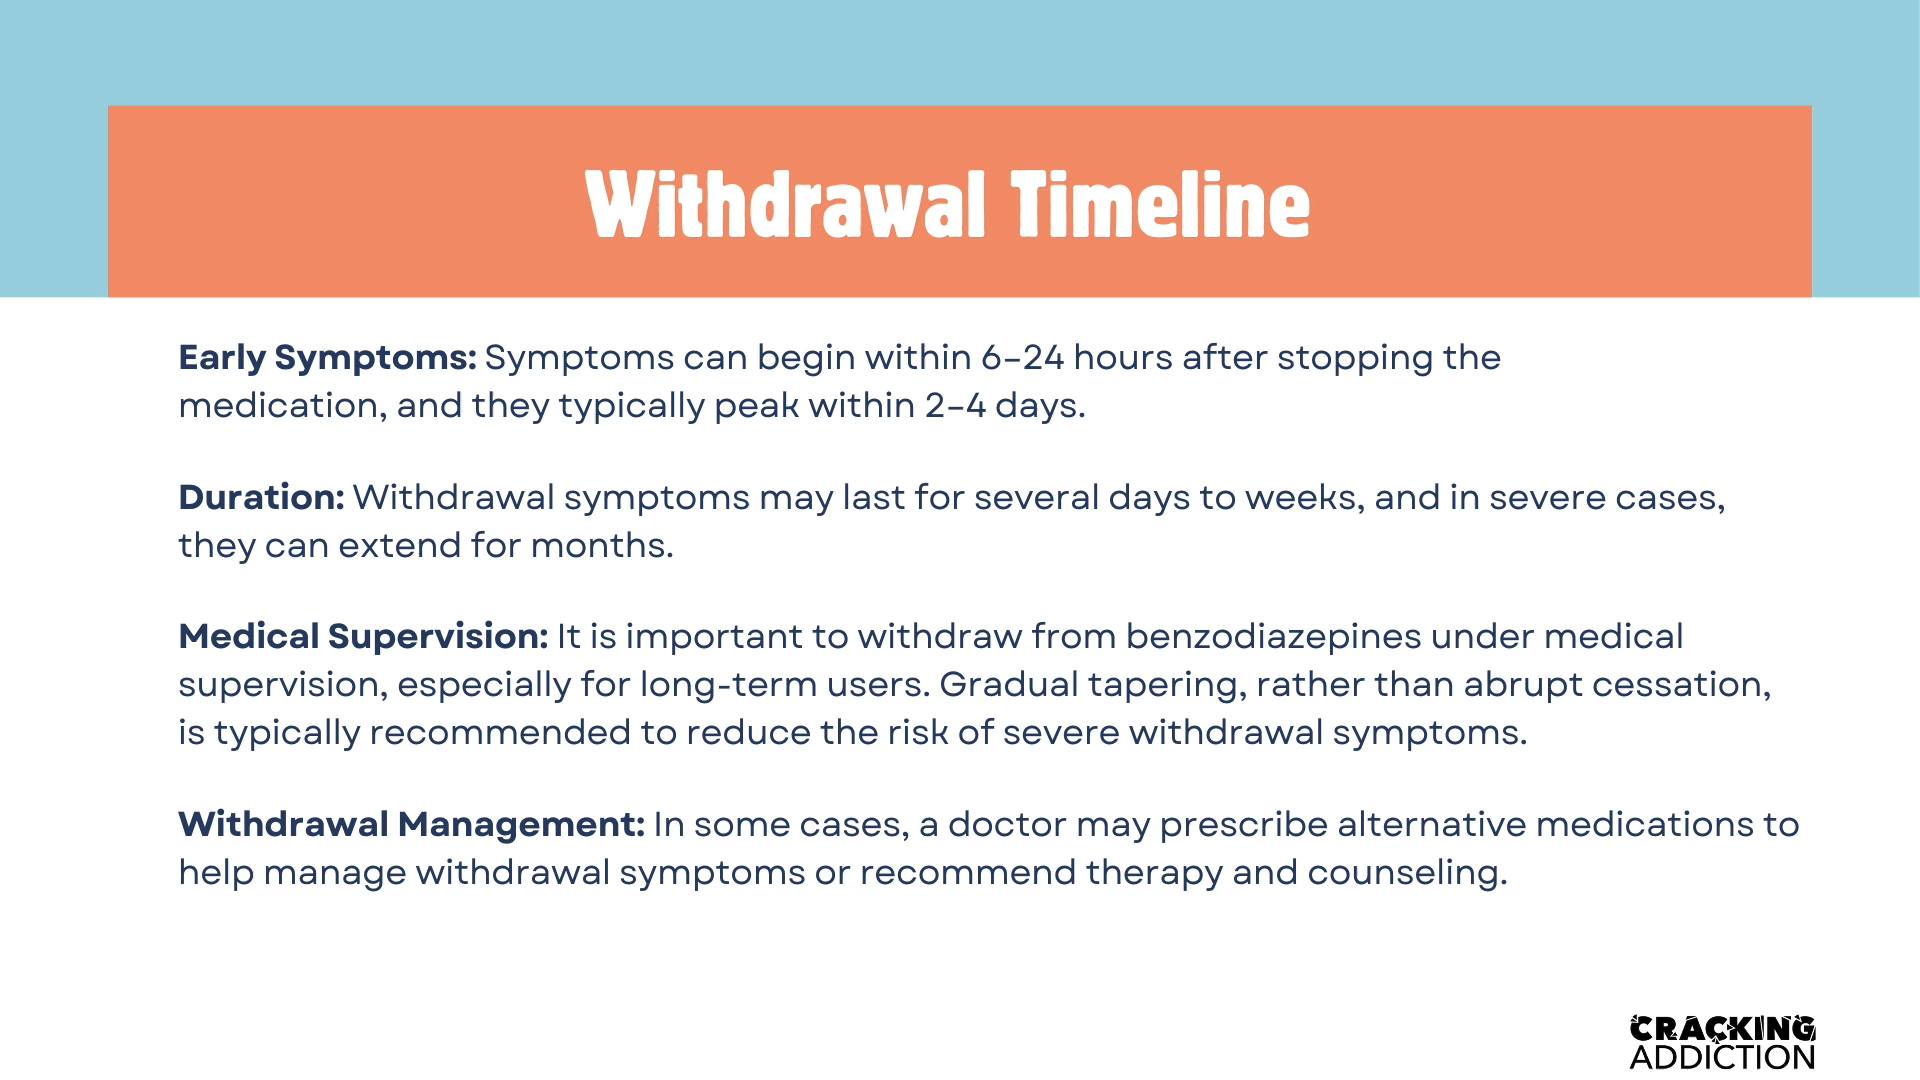 Withdrawal Timeline
Early Symptoms: Symptoms can begin within 6–24 hours after stopping the
medication, and they typically peak within 2–4 days.
Duration: Withdrawal symptoms may last for several days to weeks, and in severe cases,
they can extend for months.
Medical Supervision: It is important to withdraw from benzodiazepines under medical
supervision, especially for long-term users. Gradual tapering, rather than abrupt cessation,
is typically recommended to reduce the risk of severe withdrawal symptoms.
Withdrawal Management: In some cases, a doctor may prescribe alternative medications to
help manage withdrawal symptoms or recommend therapy and counseling.
CRACKING
ADDICTION